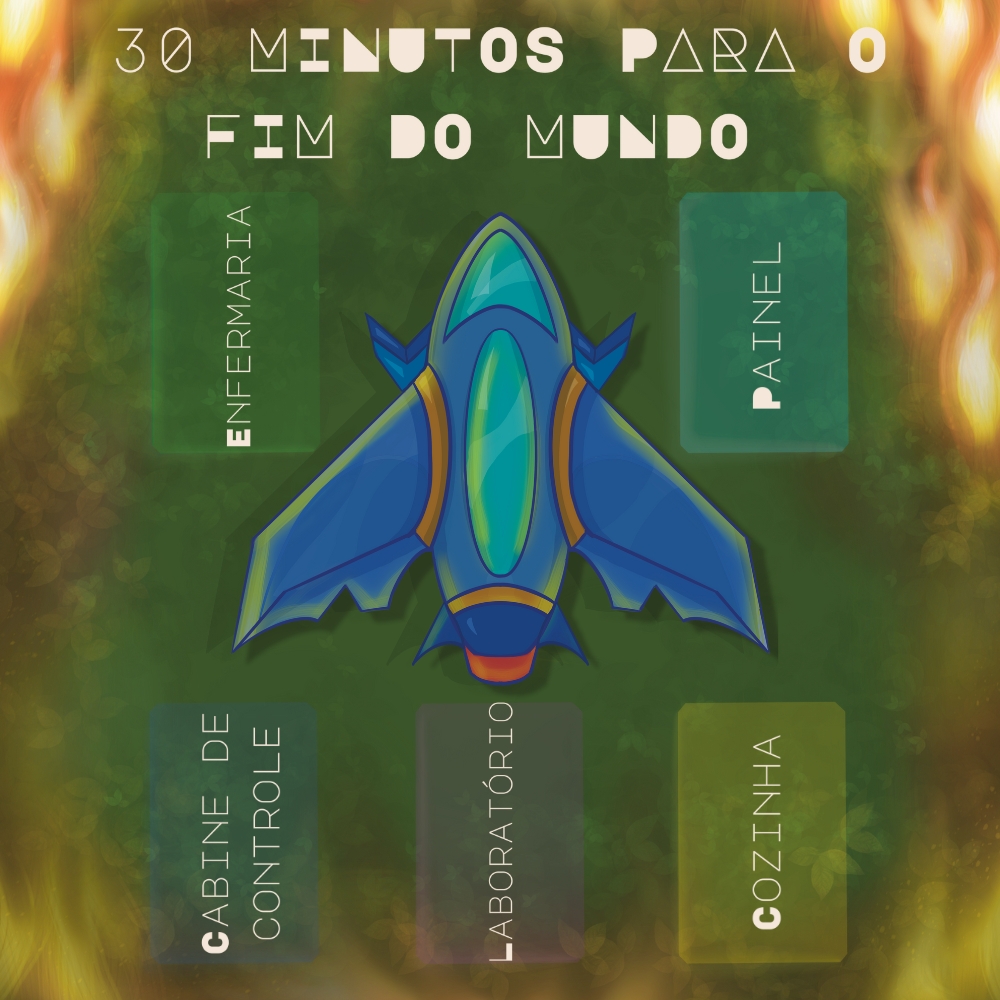 30 MINUTOS PARA O
FIM DO MUNDO
ENFERMARIA
PAINEL
CABINE DE
CONTROLE
LABORATÓRIO
COZINHA